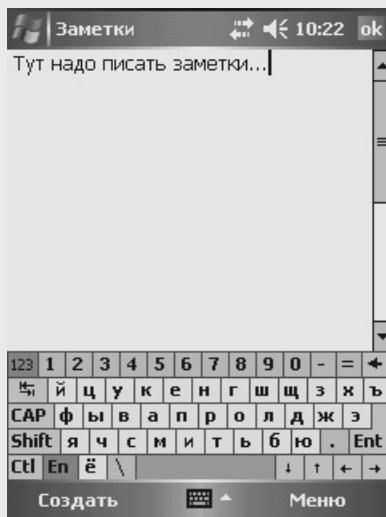 Заметки 10:22 ok
Тут надо писать заметки...
123 1 2 3 4 5 6 7 8 9 0 - =
й ц у к е н г ш щ з х ъ
CAP ф ы в а п р о л д ж э
Shift я ч с м и т ь б ю . Ent
Ctl En ё \ ↓ ↑ ← →
Создать Меню